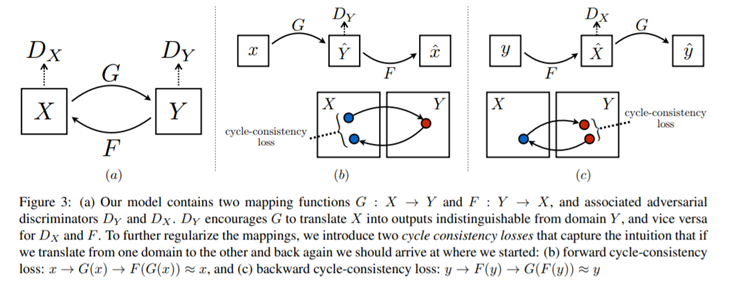 D_X
D_Y
G
X
Y
F
(a)
D_Y
x
G
Ŷ
F
x̂
X
Y
cycle-consistency
loss
(b)
D_X
y
F
X̂
G
ŷ
X
Y
cycle-consistency
loss
(c)
Figure 3: (a) Our model contains two mapping functions G : X → Y and F : Y → X, and associated adversarial
discriminators D_Y and D_X. D_Y encourages G to translate X into outputs indistinguishable from domain Y, and vice versa
for D_X and F. To further regularize the mappings, we introduce two cycle consistency losses that capture the intuition that if
we translate from one domain to the other and back again we should arrive at where we started: (b) forward cycle-consistency
loss: x → G(x) → F(G(x)) ≈ x, and (c) backward cycle-consistency loss: y → F(y) → G(F(y)) ≈ y